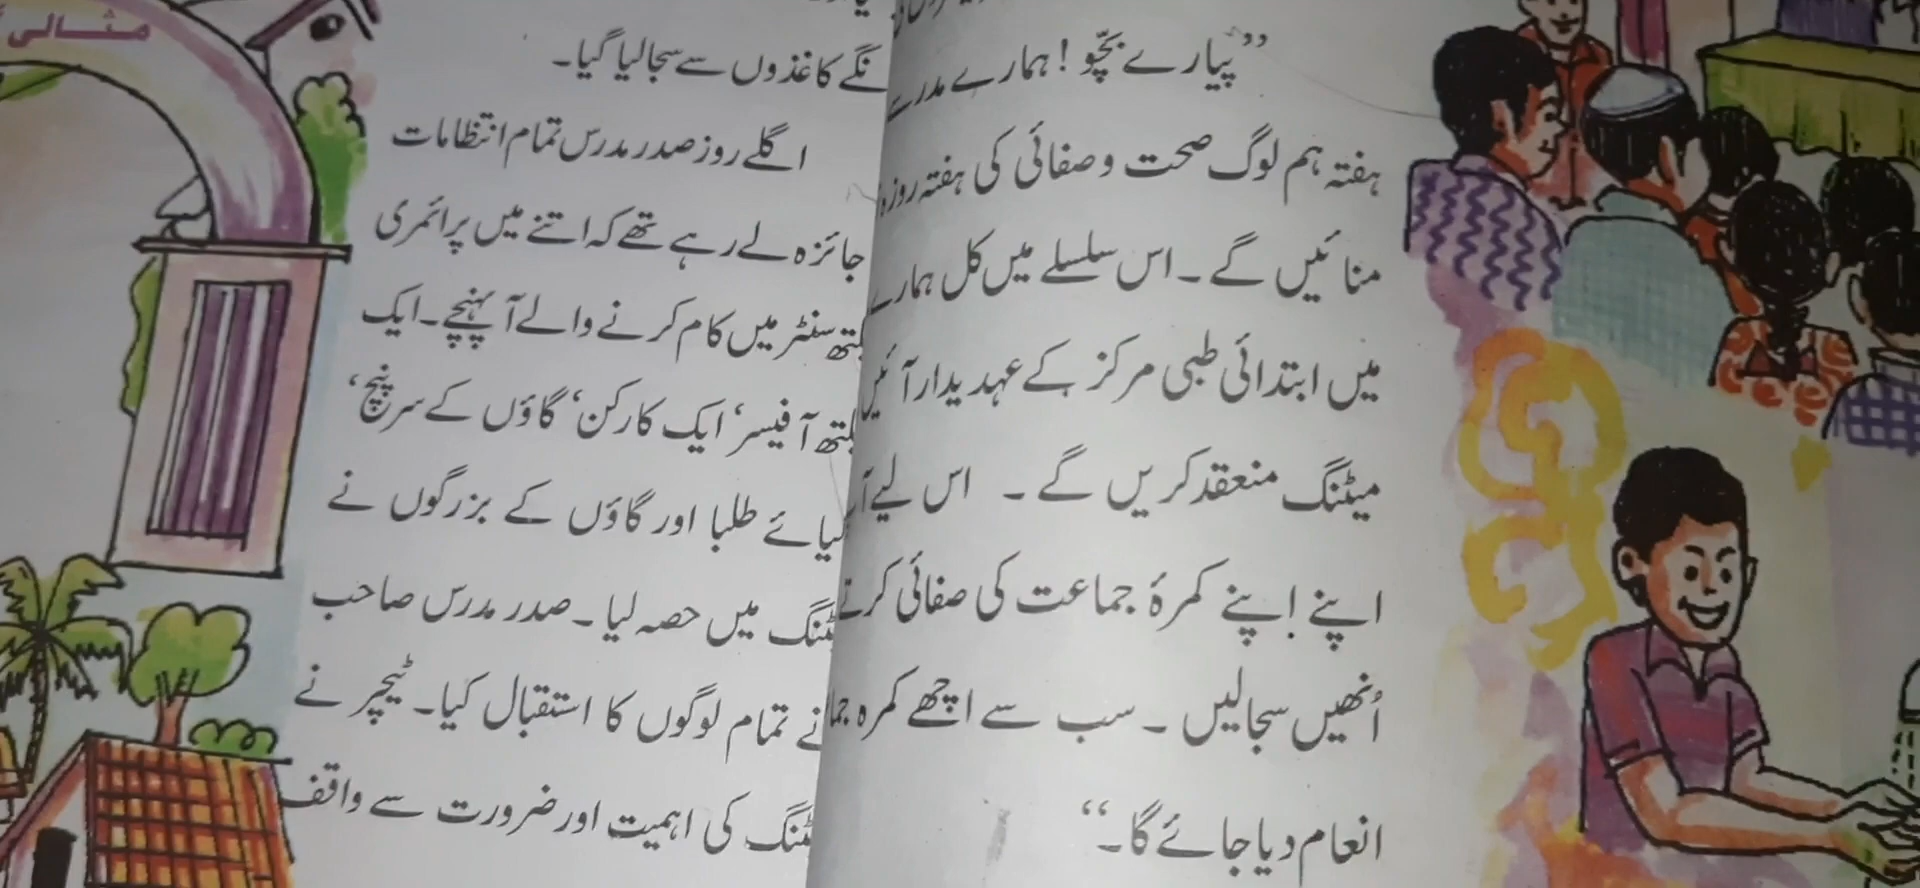 ”پیارے بچّو! ہمارے مدرسے
ہفتہ ہم لوگ صحت و صفائی کی ہفتہ روزہ
منائیں گے۔ اس سلسلے میں کل ہمارے
میں ابتدائی طبی مرکز کے عہدیدار آئیں
میٹنگ منعقد کریں گے۔ اس لیے
اپنے اپنے کمرۂ جماعت کی صفائی کرتے
اُنھیں سجالیں۔ سب سے اچھے کمرہ
انعام دیا جائے گا۔“
کاغذوں سے سجالیا گیا۔
اگلے روز صدر مدرس تمام انتظامات
جائزہ لے رہے تھے کہ اتنے میں پرائمری
سنٹر میں کام کرنے والے آ پہنچے۔ ایک
آفیسر، ایک کارکن، گاؤں کے سرپنچ،
طلبا اور گاؤں کے بزرگوں نے
میں حصہ لیا۔ صدر مدرس صاحب
نے تمام لوگوں کا استقبال کیا۔ ٹیچر نے
کی اہمیت اور ضرورت سے واقف
مثالی